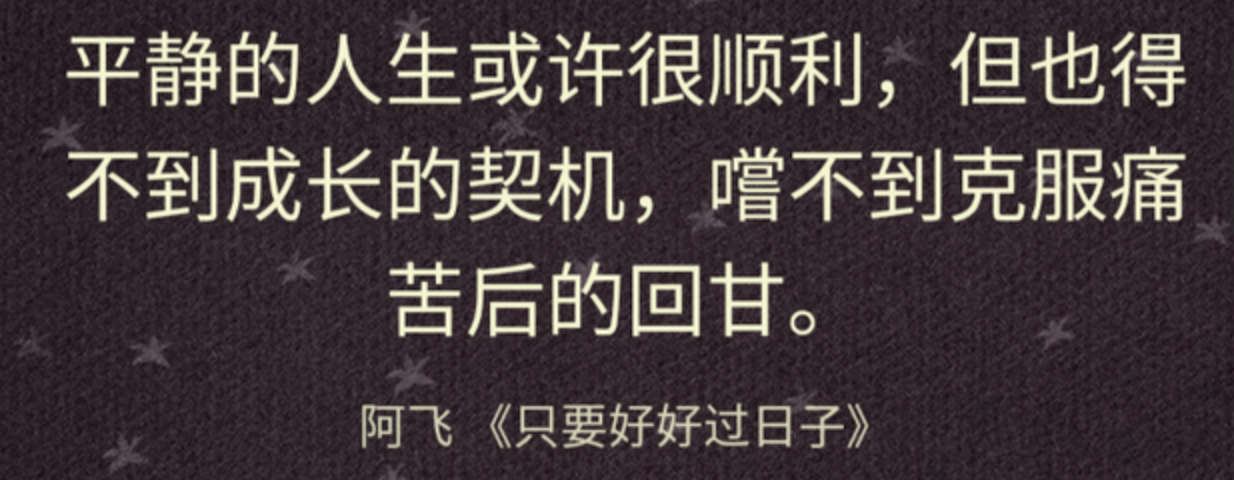 平静的人生或许很顺利，但也得
不到成长的契机，嚐不到克服痛
苦后的回甘。
阿飞 《只要好好过日子》